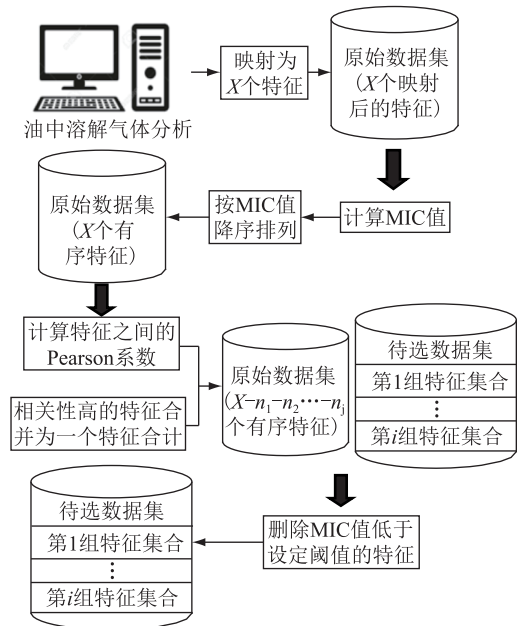 油中溶解气体分析
映射为
X个特征
原始数据集
(X个映射
后的特征)
计算MIC值
按MIC值
降序排列
原始数据集
(X个有
序特征)
计算特征之间的
Pearson系数
相关性高的特征合
并为一个特征合计
原始数据集
(X-n₁-n₂⋯-nⱼ
个有序特征)
待选数据集
第1组特征集合
⋮
第i组特征集合
删除MIC值低于
设定阈值的特征
待选数据集
第1组特征集合
⋮
第i组特征集合